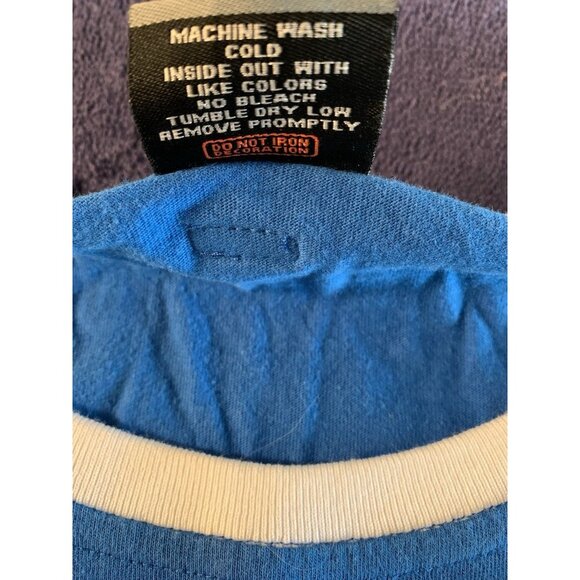 MACHINE WASH
COLD
INSIDE OUT WITH
LIKE COLORS
NO BLEACH
TUMBLE DRY LOW
REMOVE PROMPTLY
DO NOT IRON
DECORATION